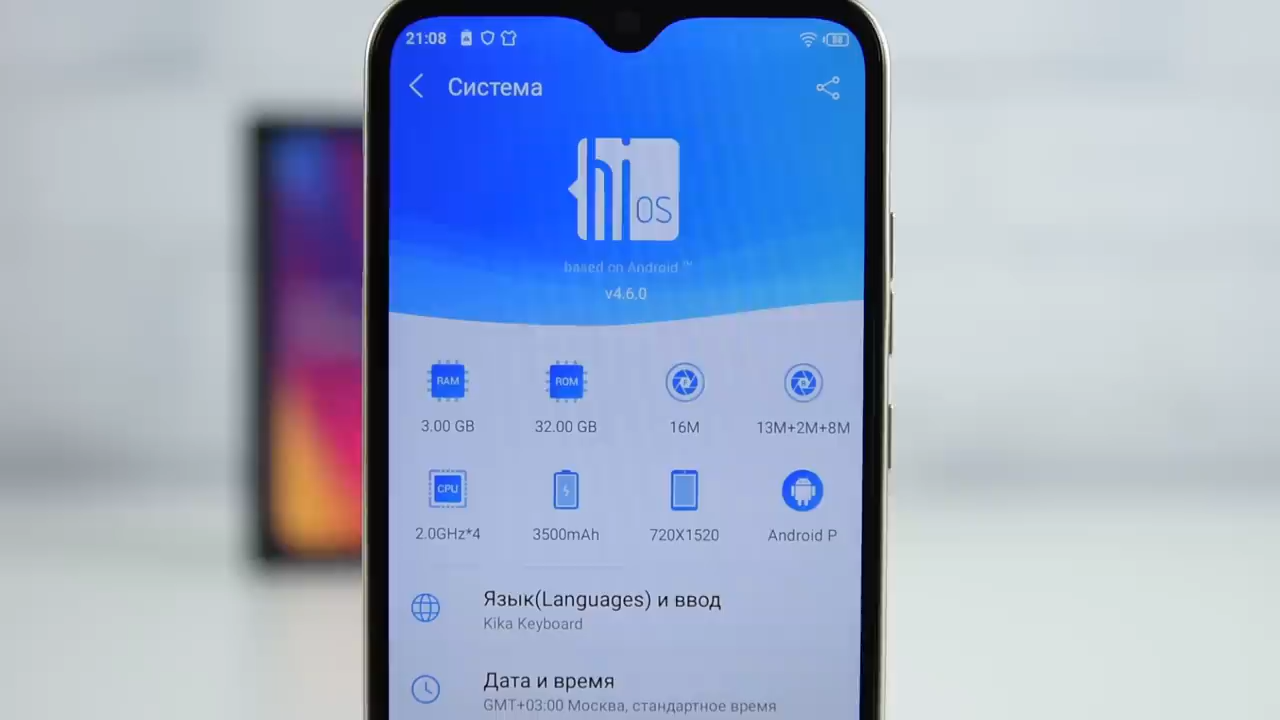 21:08
Система
hi
OS
based on Android ™
v4.6.0
RAM
ROM
3.00 GB
32.00 GB
16M
13M+2M+8M
CPU
2.0GHz*4
3500mAh
720X1520
Android P
Язык(Languages) и ввод
Kika Keyboard
Дата и время
GMT+03:00 Москва, стандартное время